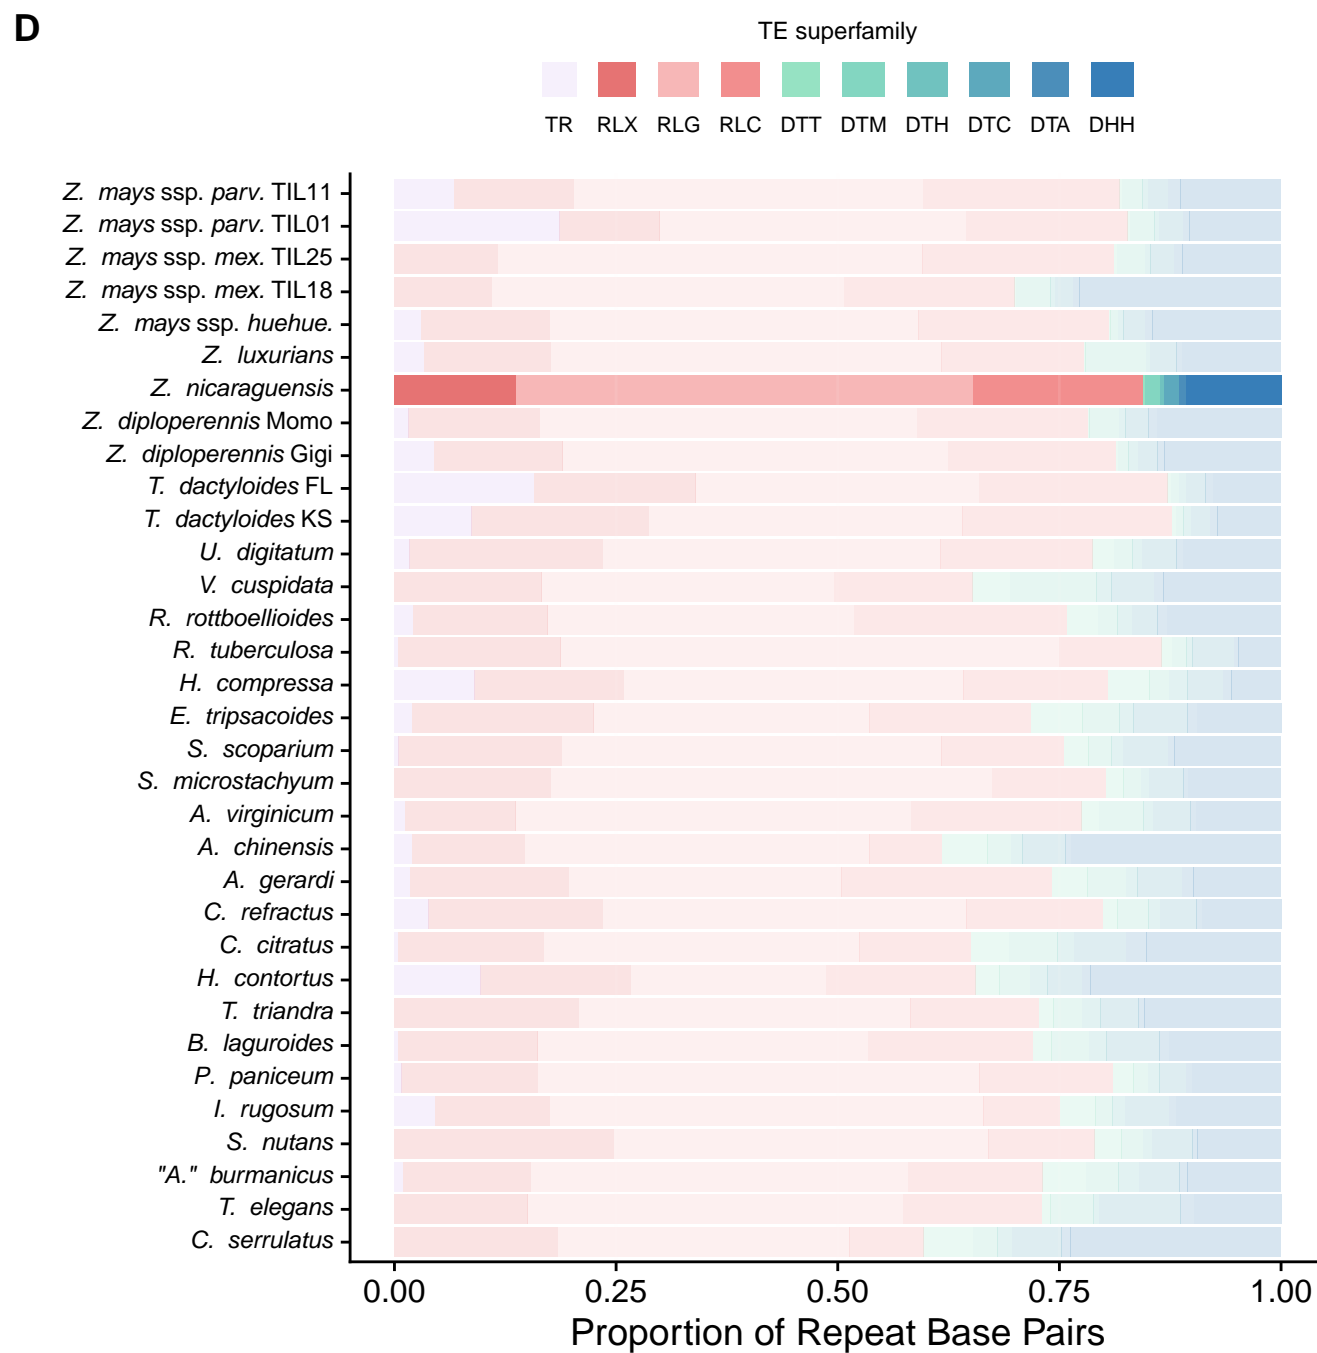 D
TE superfamily
TR RLX RLG RLC DTT DTM DTH DTC DTA DHH
Z. mays ssp. parv. TIL11
Z. mays ssp. parv. TIL01
Z. mays ssp. mex. TIL25
Z. mays ssp. mex. TIL18
Z. mays ssp. huehue.
Z. luxurians
Z. nicaraguensis
Z. diploperennis Momo
Z. diploperennis Gigi
T. dactyloides FL
T. dactyloides KS
U. digitatum
V. cuspidata
R. rottboellioides
R. tuberculosa
H. compressa
E. tripsacoides
S. scoparium
S. microstachyum
A. virginicum
A. chinensis
A. gerardi
C. refractus
C. citratus
H. contortus
T. triandra
B. laguroides
P. paniceum
I. rugosum
S. nutans
"A." burmanicus
T. elegans
C. serrulatus
0.00 0.25 0.50 0.75 1.00
Proportion of Repeat Base Pairs